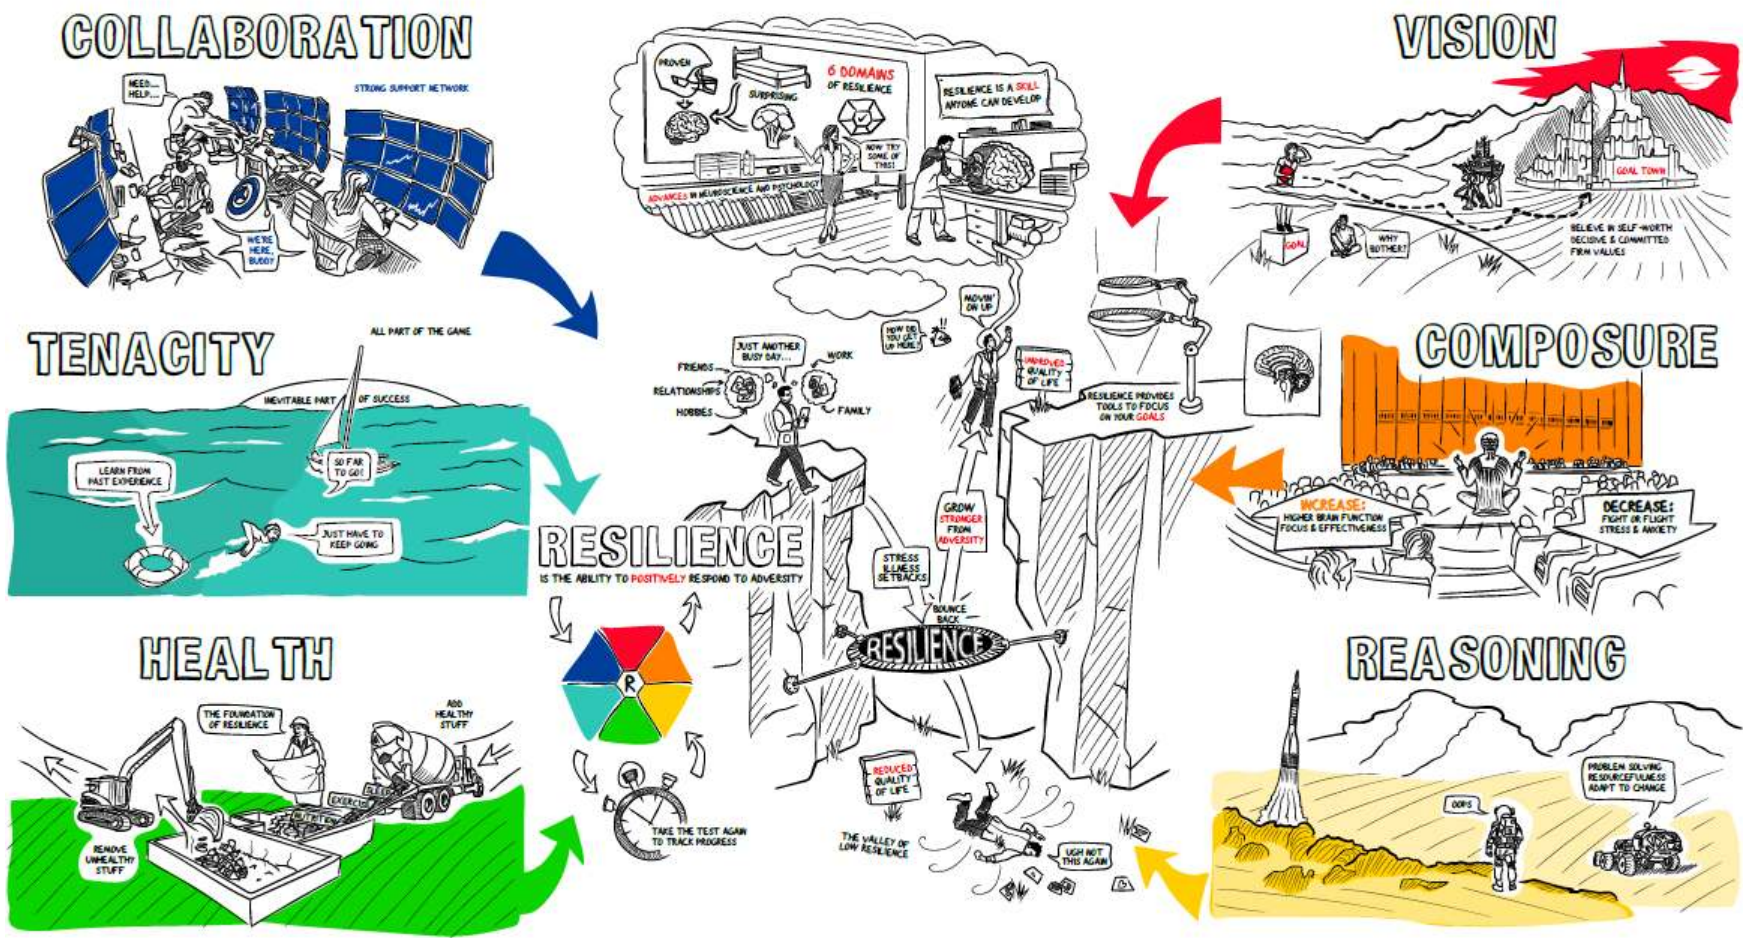 COLLABORATION
NEED...
HELP...
STRONG SUPPORT NETWORK
WE'RE
HERE,
BUDDY
TENACITY
ALL PART OF THE GAME
INEVITABLE PART OF SUCCESS
LEARN FROM
PAST EXPERIENCE
SO FAR
TO GO!
JUST HAVE TO
KEEP GOING
HEALTH
THE FOUNDATION
OF RESILIENCE
ADD
HEALTHY
STUFF
SLEEP
EXERCISE
NUTRITION
REMOVE
UNHEALTHY
STUFF
PROVEN
SURPRISING
6 DOMAINS
OF RESILIENCE
RESILIENCE IS A SKILL
ANYONE CAN DEVELOP
NOW TRY
SOME OF
THIS!
ADVANCES IN NEUROSCIENCE AND PSYCHOLOGY
MOVIN'
ON UP
HOW DID
YOU GET
UP HERE?
!!
JUST ANOTHER
BUSY DAY...
FRIENDS
RELATIONSHIPS
HOBBIES
WORK
FAMILY
IMPROVED
QUALITY
OF LIFE
RESILIENCE PROVIDES
TOOLS TO FOCUS
ON YOUR GOALS
RESILIENCE
IS THE ABILITY TO POSITIVELY RESPOND TO ADVERSITY
GROW
STRONGER
FROM
ADVERSITY
STRESS
ILLNESS
SETBACKS
BOUNCE
BACK
RESILIENCE
R
TAKE THE TEST AGAIN
TO TRACK PROGRESS
REDUCED
QUALITY
OF LIFE
THE VALLEY OF
LOW RESILIENCE
UGH NOT
THIS AGAIN
VISION
GOAL TOWN
GOAL
WHY
BOTHER?
BELIEVE IN SELF-WORTH
DECISIVE & COMMITTED
FIRM VALUES
COMPOSURE
INCREASE:
HIGHER BRAIN FUNCTION
FOCUS & EFFECTIVENESS
DECREASE:
FIGHT OR FLIGHT
STRESS & ANXIETY
REASONING
OOPS
PROBLEM SOLVING
RESOURCEFULNESS
ADAPT TO CHANGE